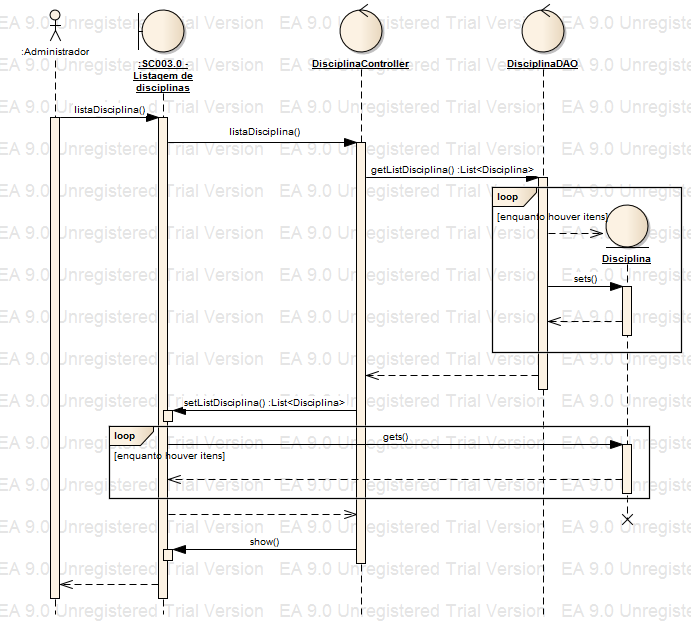 :Administrador
:SC003.0 -
Listagem de
disciplinas
DisciplinaController
DisciplinaDAO
listaDisciplina()
listaDisciplina()
getListDisciplina() :List<Disciplina>
loop
[enquanto houver itens]
Disciplina
sets()
setListDisciplina() :List<Disciplina>
loop
gets()
[enquanto houver itens]
show()
EA 9.0 Unregistered Trial Version